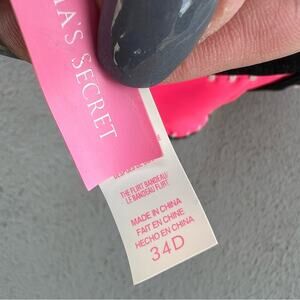 A'S SECRET
THE FLIRT BANDEAU/
LE BANDEAU FLIRT
MADE IN CHINA
FAIT EN CHINE
HECHO EN CHINA
34D